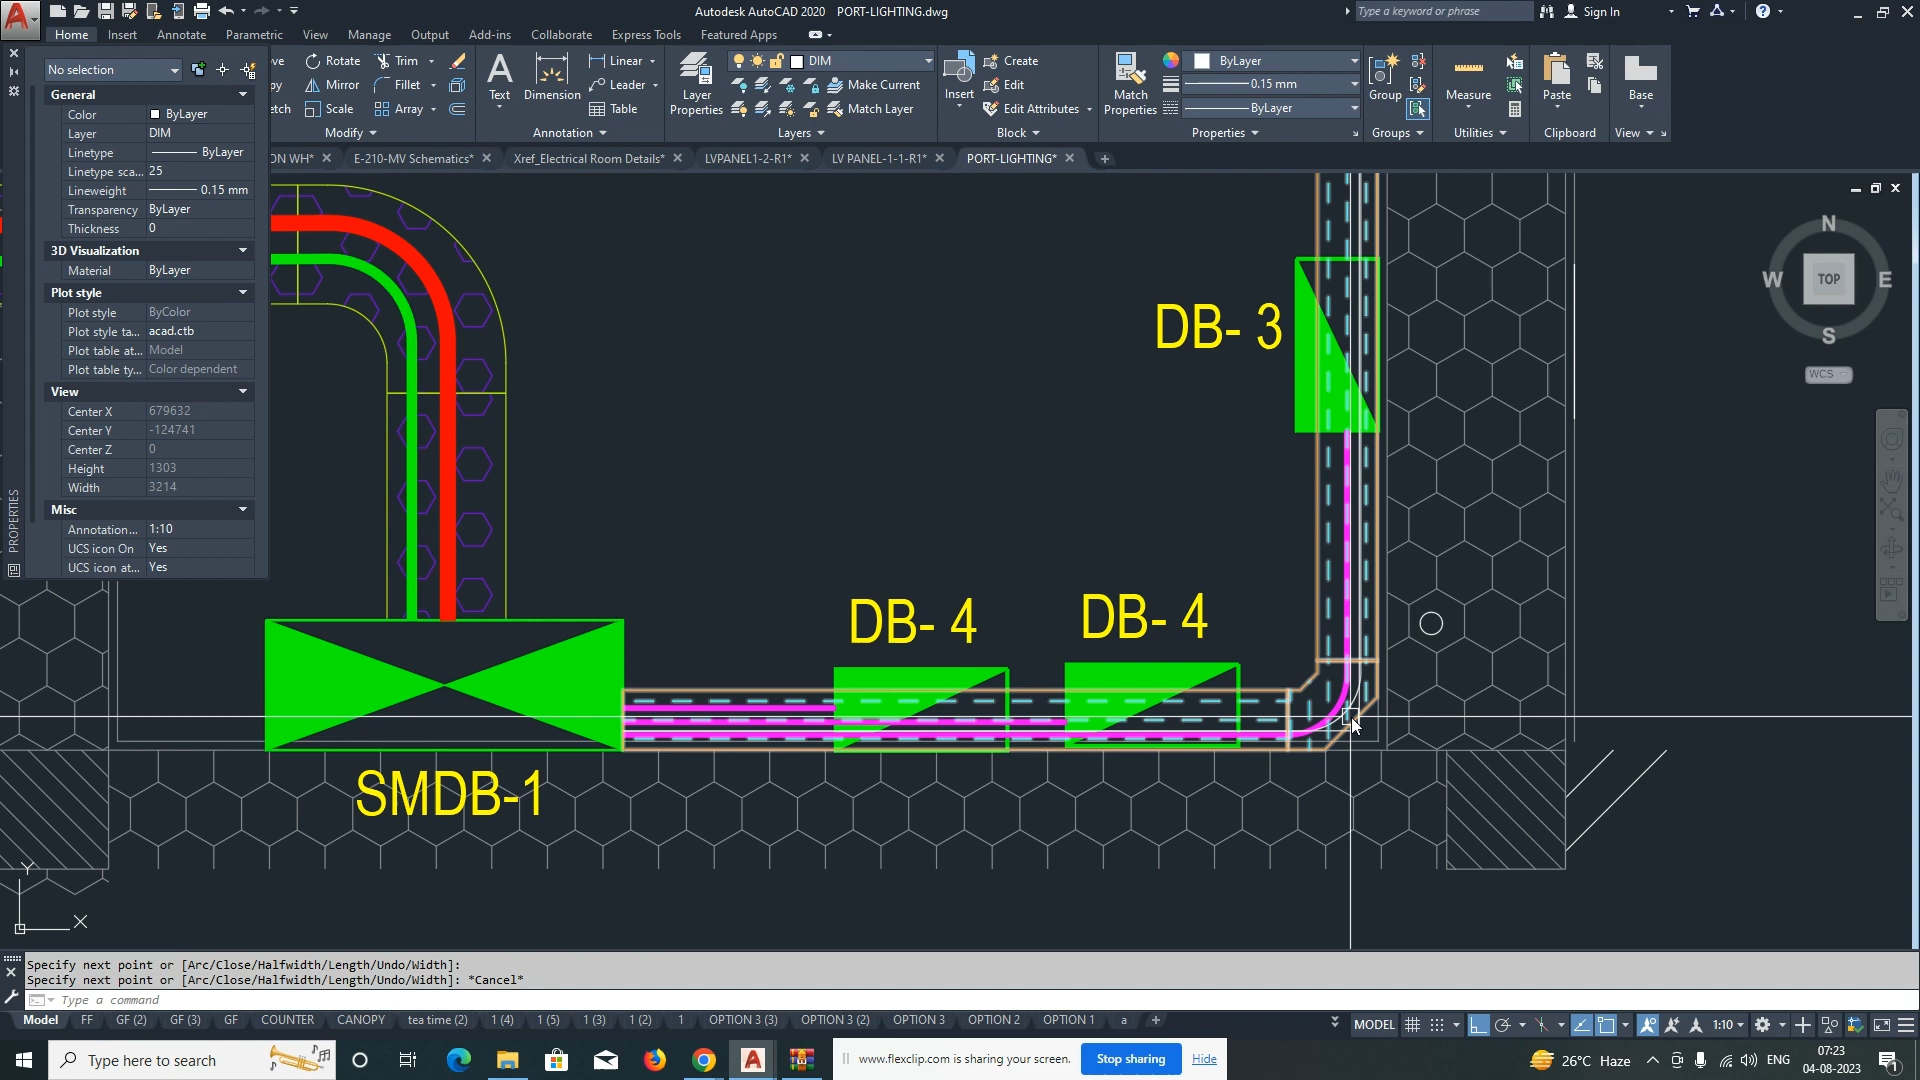 Autodesk AutoCAD 2020 PORT-LIGHTING.dwg
Type a keyword or phrase
Sign In
Home Insert Annotate Parametric View Manage Output Add-ins Collaborate Express Tools Featured Apps
No selection
General
Color ByLayer
Layer DIM
Linetype ByLayer
Linetype sca... 25
Lineweight 0.15 mm
Transparency ByLayer
Thickness 0
3D Visualization
Material ByLayer
Plot style
Plot style ByColor
Plot style ta... acad.ctb
Plot table at... Model
Plot table ty... Color dependent
View
Center X 679632
Center Y -124741
Center Z 0
Height 1303
Width 3214
Misc
Annotation... 1:10
UCS icon On Yes
UCS icon at... Yes
PROPERTIES
ove Rotate Trim
Mirror Fillet
etch Scale Array
Modify
Text Dimension
Linear
Leader
Table
Annotation
Layer Properties
DIM
Make Current
Match Layer
Layers
Insert
Create
Edit
Edit Attributes
Block
Match Properties
ByLayer
0.15 mm
ByLayer
Properties
Group
Groups
Measure
Utilities
Paste
Clipboard
Base
View
ON WH* E-210-MV Schematics* Xref_Electrical Room Details* LVPANEL1-2-R1* LV PANEL-1-1-R1* PORT-LIGHTING*
N
W TOP E
S
WCS
DB- 3
DB- 4
DB- 4
SMDB-1
Y
X
Specify next point or [Arc/Close/Halfwidth/Length/Undo/Width]:
Specify next point or [Arc/Close/Halfwidth/Length/Undo/Width]: *Cancel*
Type a command
Model FF GF (2) GF (3) GF COUNTER CANOPY tea time (2) 1 (4) 1 (5) 1 (3) 1 (2) 1 OPTION 3 (3) OPTION 3 (2) OPTION 3 OPTION 2 OPTION 1 a
MODEL 1:10
Type here to search
www.flexclip.com is sharing your screen. Stop sharing Hide
26°C Haze ENG
07:23
04-08-2023
1